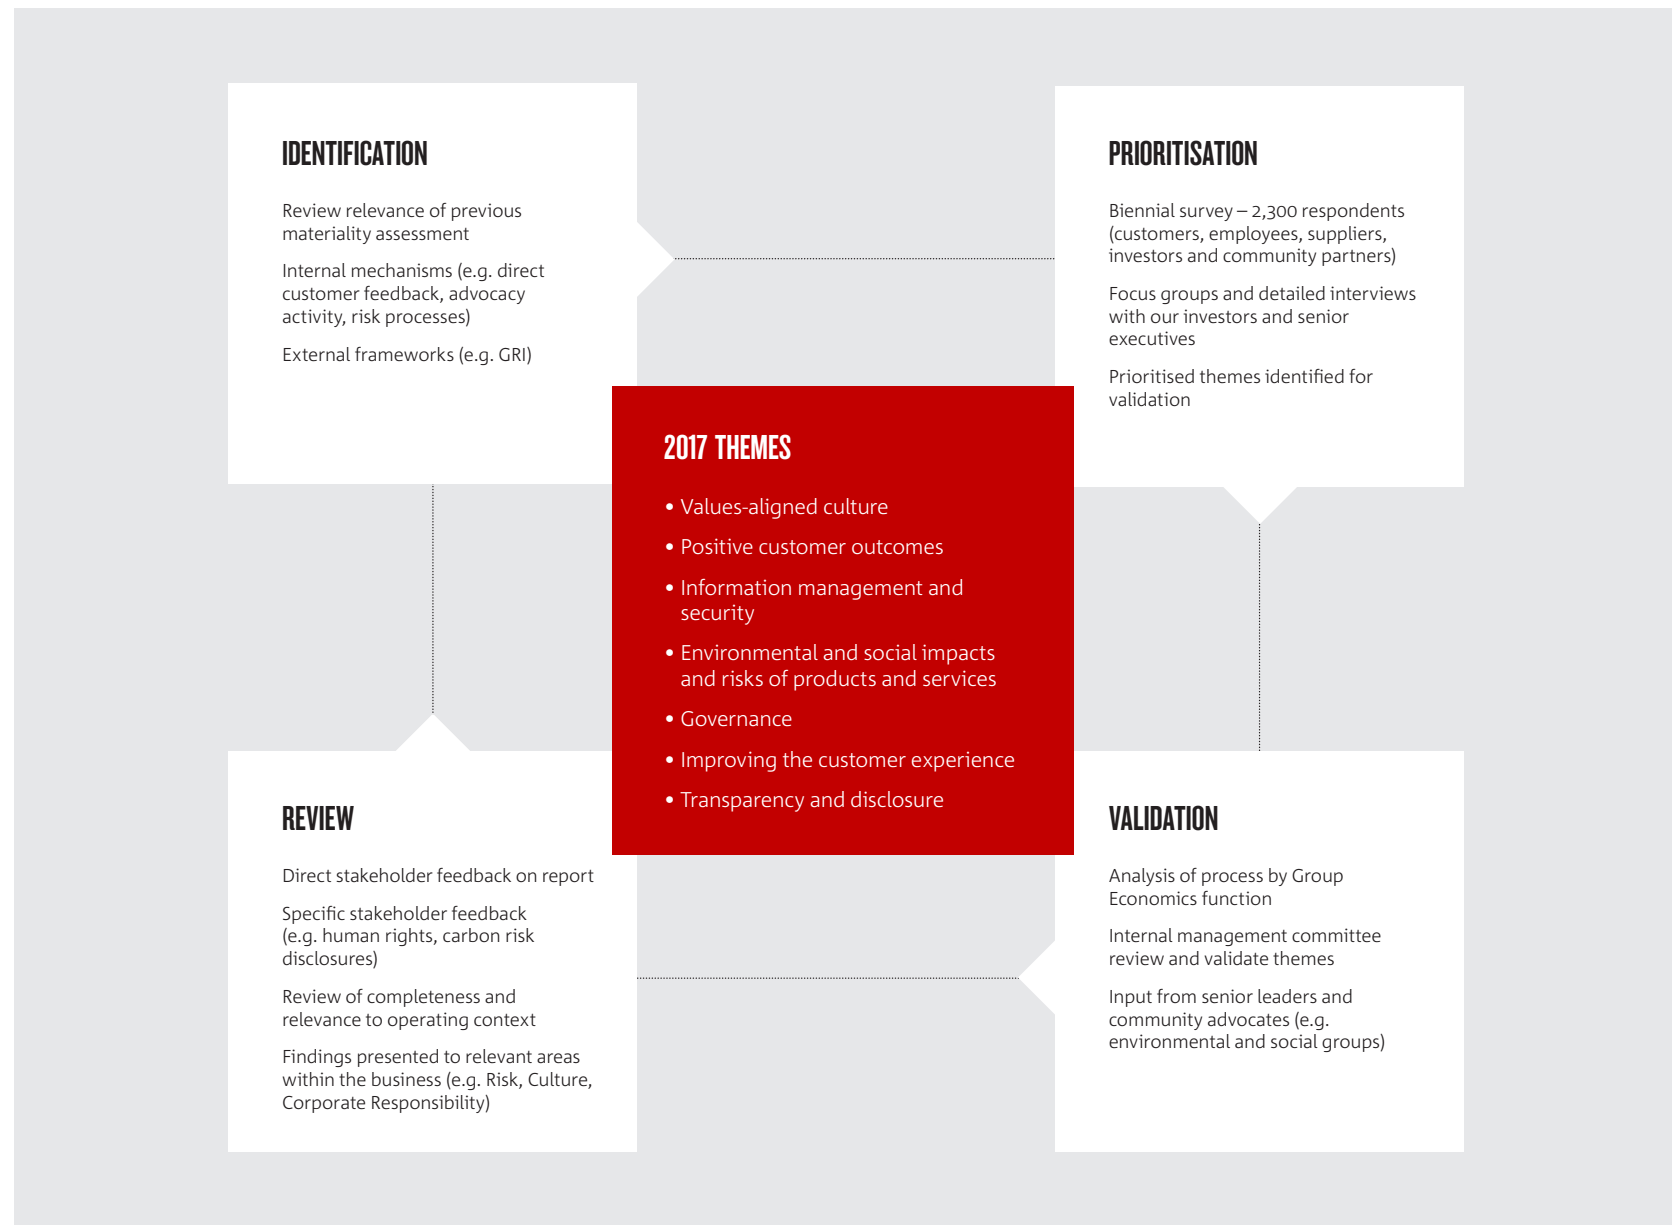 IDENTIFICATION
Review relevance of previous
materiality assessment
Internal mechanisms (e.g. direct
customer feedback, advocacy
activity, risk processes)
External frameworks (e.g. GRI)
PRIORITISATION
Biennial survey – 2,300 respondents
(customers, employees, suppliers,
investors and community partners)
Focus groups and detailed interviews
with our investors and senior
executives
Prioritised themes identified for
validation
2017 THEMES
• Values-aligned culture
• Positive customer outcomes
• Information management and
security
• Environmental and social impacts
and risks of products and services
• Governance
• Improving the customer experience
• Transparency and disclosure
REVIEW
Direct stakeholder feedback on report
Specific stakeholder feedback
(e.g. human rights, carbon risk
disclosures)
Review of completeness and
relevance to operating context
Findings presented to relevant areas
within the business (e.g. Risk, Culture,
Corporate Responsibility)
VALIDATION
Analysis of process by Group
Economics function
Internal management committee
review and validate themes
Input from senior leaders and
community advocates (e.g.
environmental and social groups)